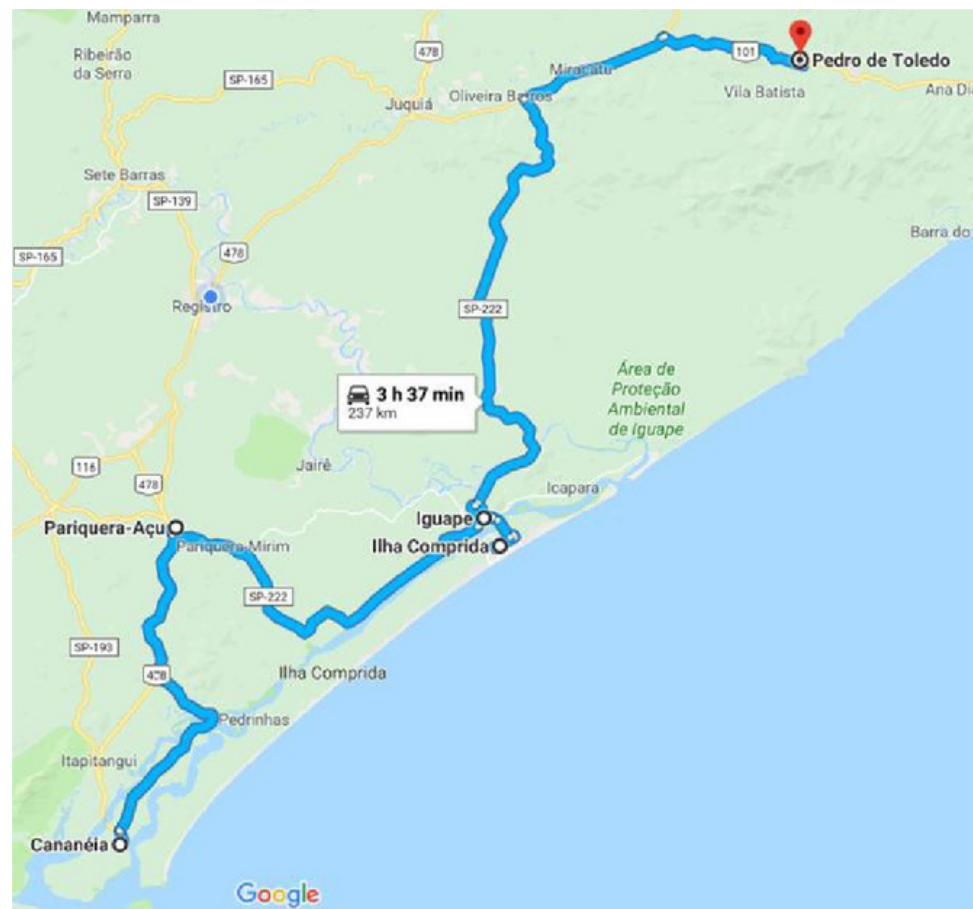 Mamparra
Ribeirão
da Serra
478
SP-165
Juquiá
Oliveira Barros
Miracatu
101
Pedro de Toledo
Vila Batista
Sete Barras
SP-139
SP-165
478
Barra do
Registro
SP-222
3 h 37 min
237 km
Área de
Proteção
Ambiental
de Iguape
116
478
Jairê
Icapara
Iguape
Pariquera-Açu
Pariquera-Mirim
Ilha Comprida
SP-222
SP-193
478
Ilha Comprida
Pedrinhas
Itapitangui
Cananéia
Google